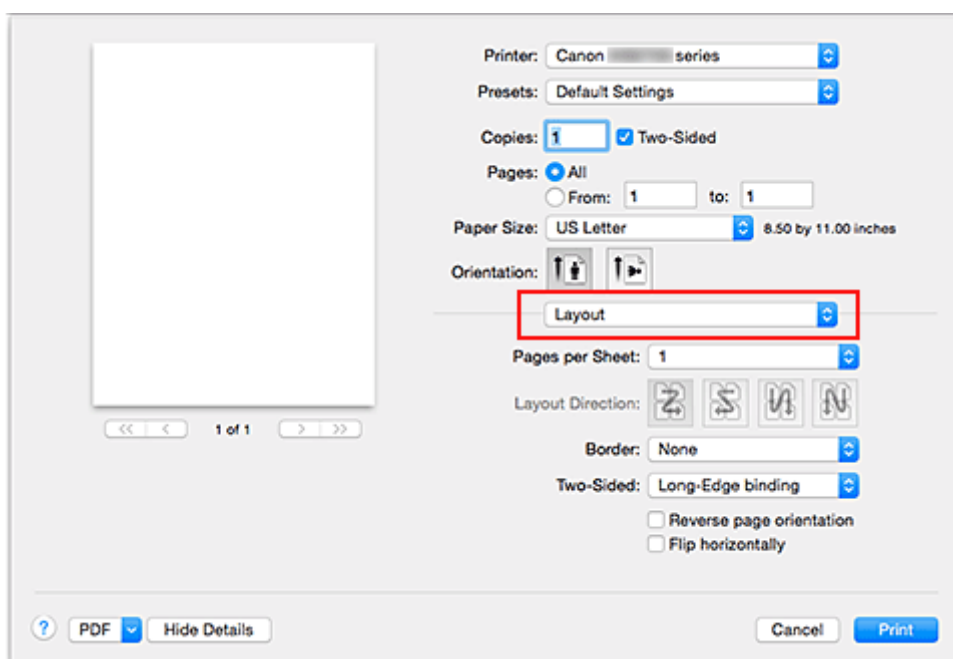 Printer: Canon series
Presets: Default Settings
Copies: 1 Two-Sided
Pages: All
From: 1 to: 1
Paper Size: US Letter 8.50 by 11.00 inches
Orientation:
Layout
Pages per Sheet: 1
Layout Direction:
Border: None
Two-Sided: Long-Edge binding
Reverse page orientation
Flip horizontally
<< < 1 of 1 > >>
? PDF Hide Details Cancel Print